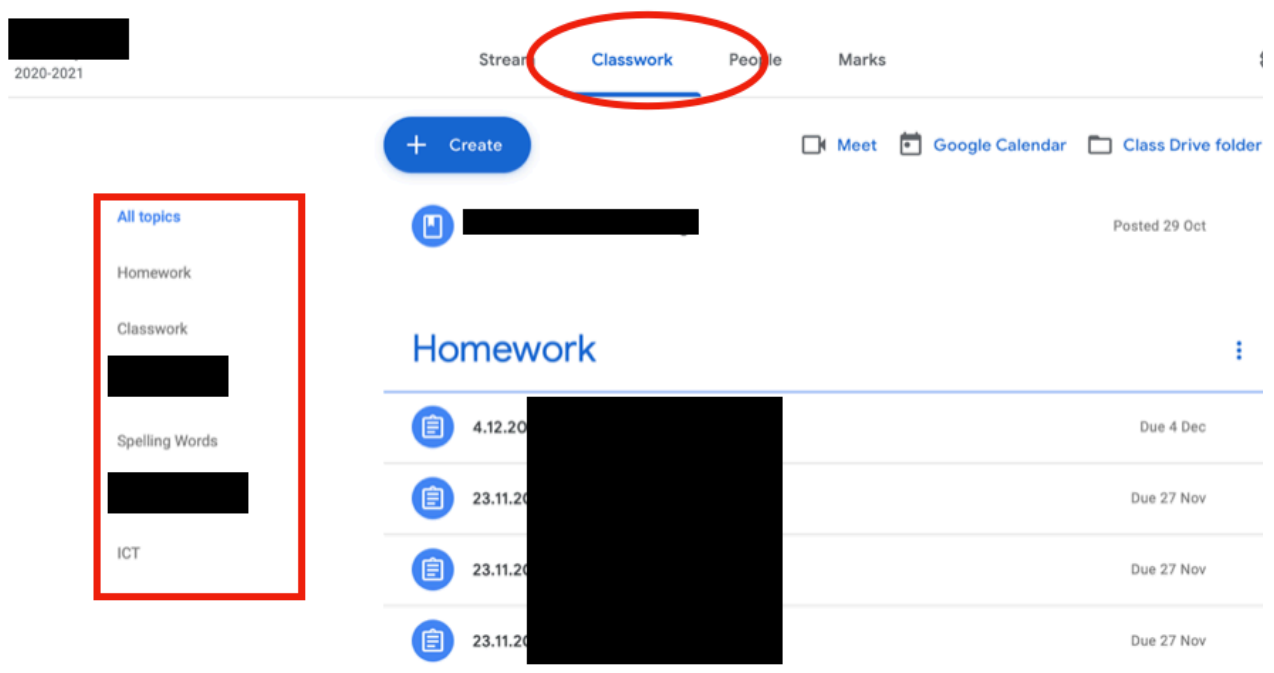 2020-2021
Stream Classwork People Marks
Create
Meet Google Calendar Class Drive folder
All topics
Homework
Classwork
Spelling Words
ICT
Posted 29 Oct
Homework
4.12.20 Due 4 Dec
23.11.20 Due 27 Nov
23.11.20 Due 27 Nov
23.11.20 Due 27 Nov